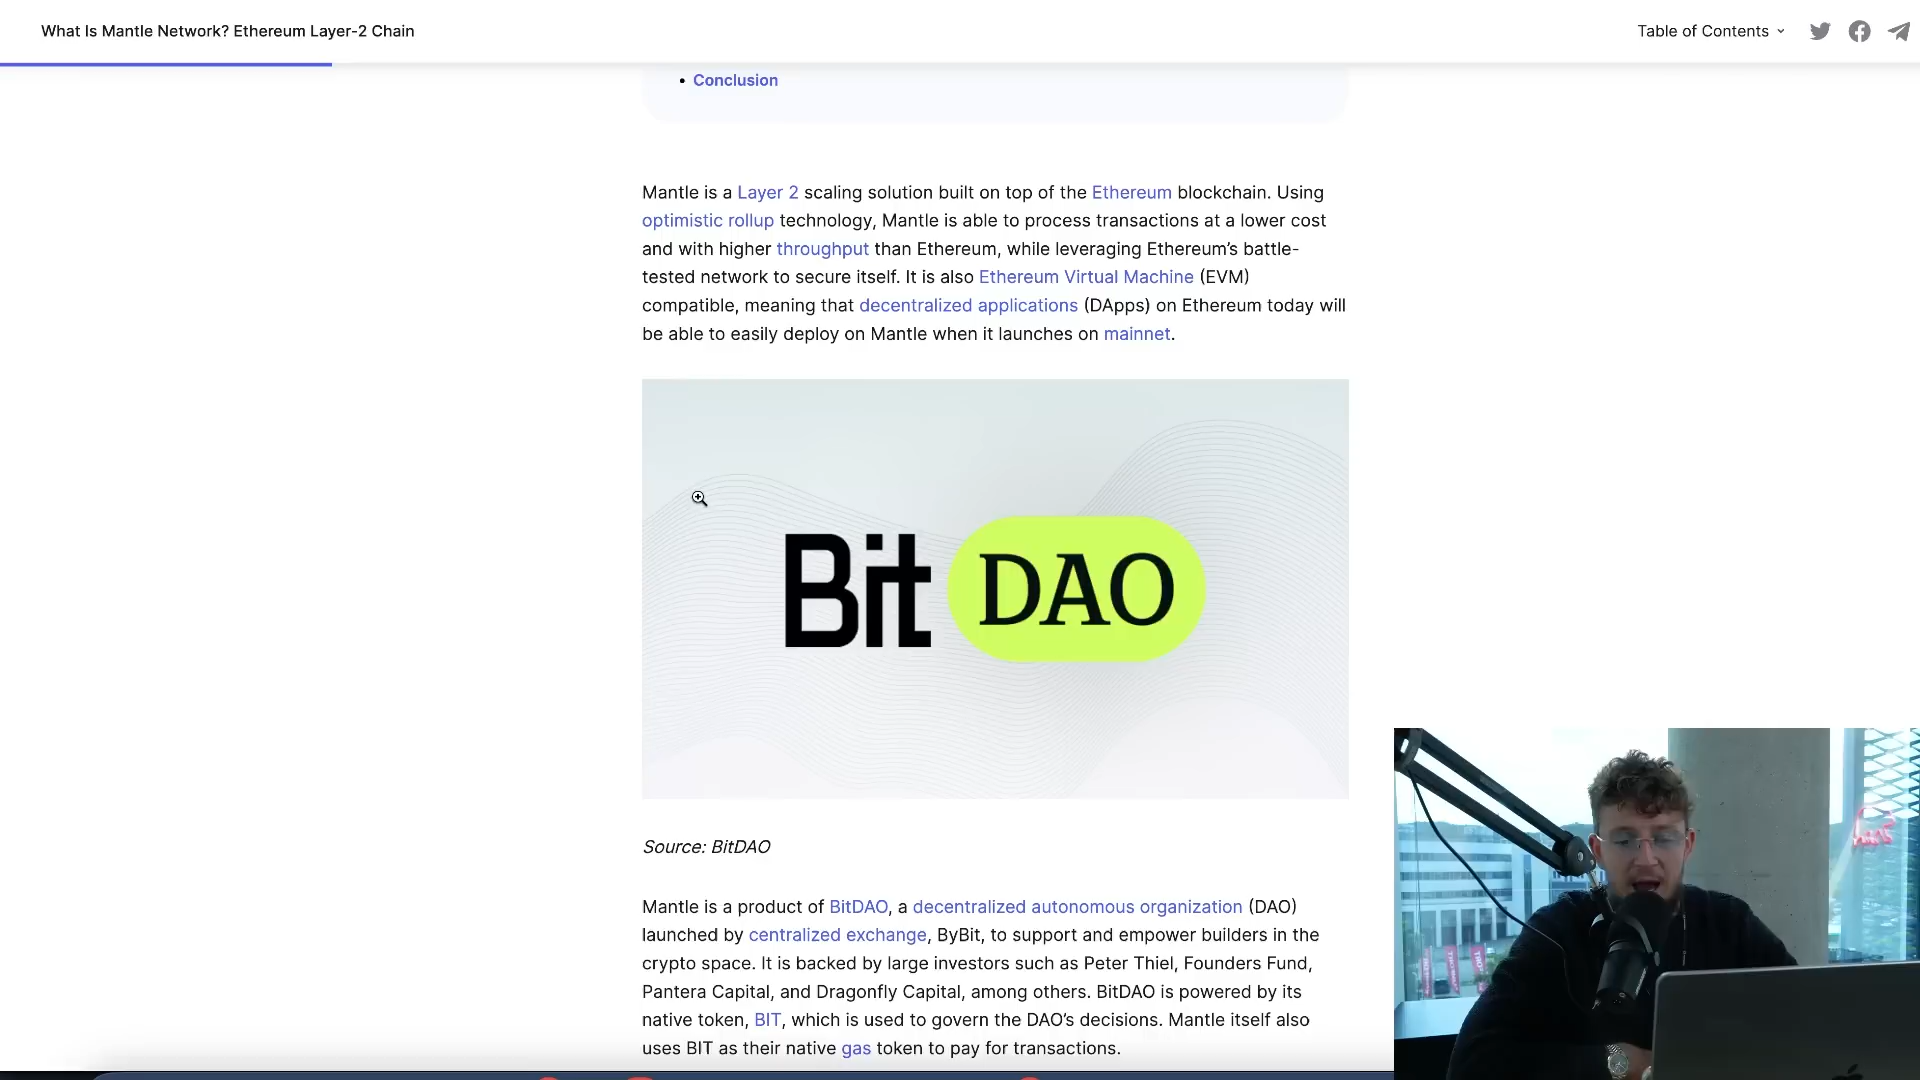 What Is Mantle Network? Ethereum Layer-2 Chain
Table of Contents
• Conclusion
Mantle is a Layer 2 scaling solution built on top of the Ethereum blockchain. Using
optimistic rollup technology, Mantle is able to process transactions at a lower cost
and with higher throughput than Ethereum, while leveraging Ethereum’s battle-
tested network to secure itself. It is also Ethereum Virtual Machine (EVM)
compatible, meaning that decentralized applications (DApps) on Ethereum today will
be able to easily deploy on Mantle when it launches on mainnet.
Bit DAO
Source: BitDAO
Mantle is a product of BitDAO, a decentralized autonomous organization (DAO)
launched by centralized exchange, ByBit, to support and empower builders in the
crypto space. It is backed by large investors such as Peter Thiel, Founders Fund,
Pantera Capital, and Dragonfly Capital, among others. BitDAO is powered by its
native token, BIT, which is used to govern the DAO’s decisions. Mantle itself also
uses BIT as their native gas token to pay for transactions.